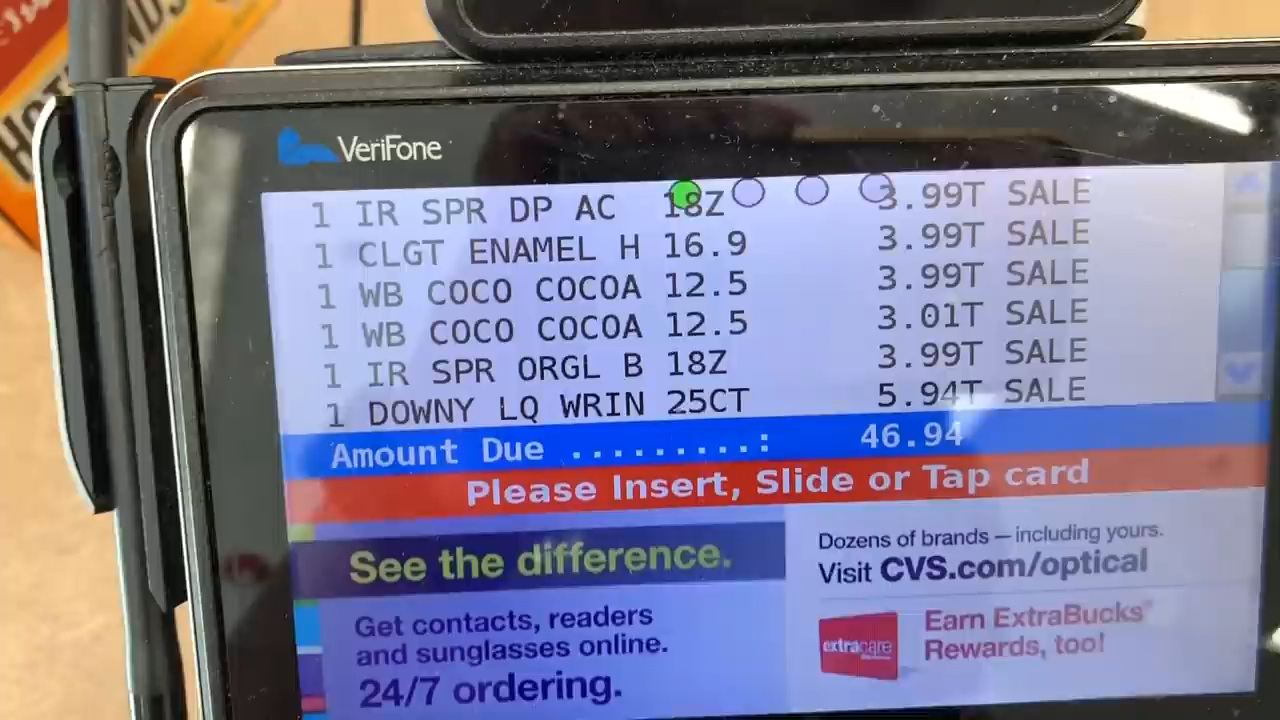 VeriFone
1 IR SPR DP AC 18Z 3.99T SALE
1 CLGT ENAMEL H 16.9 3.99T SALE
1 WB COCO COCOA 12.5 3.99T SALE
1 WB COCO COCOA 12.5 3.01T SALE
1 IR SPR ORGL B 18Z 3.99T SALE
1 DOWNY LQ WRIN 25CT 5.94T SALE
Amount Due .........: 46.94
Please Insert, Slide or Tap card
See the difference.
Get contacts, readers
and sunglasses online.
24/7 ordering.
Dozens of brands — including yours.
Visit CVS.com/optical
extracare
Earn ExtraBucks®
Rewards, too!